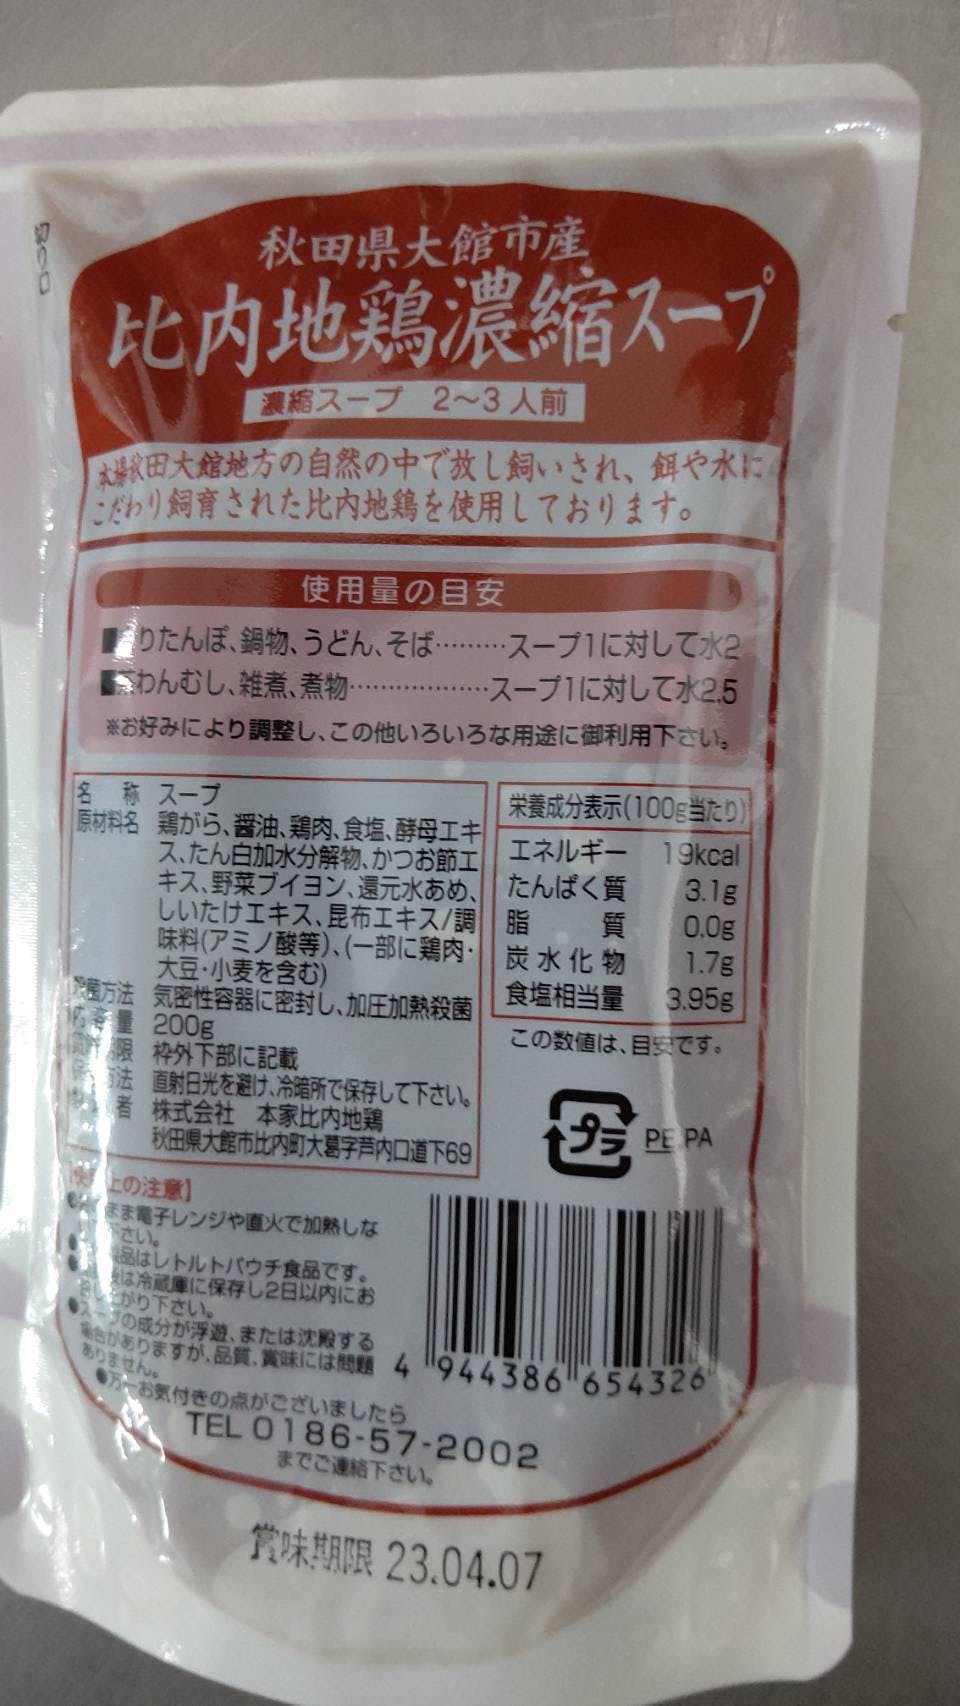 切り口
秋田県大館市産
比内地鶏濃縮スープ
濃縮スープ 2〜3人前
本場秋田大館地方の自然の中で放し飼いされ、餌や水に
こだわり飼育された比内地鶏を使用しております。
使用量の目安
りたんぽ、鍋物、うどん、そば………スープ1に対して水2
■茶わんむし、雑煮、煮物………………スープ1に対して水2.5
※お好みにより調整し、この他いろいろな用途に御利用下さい。
名 称 スープ
原材料名 鶏がら、醤油、鶏肉、食塩、酵母エキ
ス、たん白加水分解物、かつお節エ
キス、野菜ブイヨン、還元水あめ、
しいたけエキス、昆布エキス/調
味料(アミノ酸等)、(一部に鶏肉・
大豆・小麦を含む)
殺菌方法 気密性容器に密封し、加圧加熱殺菌
内容量 200g
賞味期限 枠外下部に記載
保存方法 直射日光を避け、冷暗所で保存して下さい。
者 株式会社 本家比内地鶏
秋田県大館市比内町大葛字芦内口道下69
栄養成分表示(100g当たり)
エネルギー 19kcal
たんぱく質 3.1g
脂 質 0.0g
炭水化物 1.7g
食塩相当量 3.95g
この数値は、目安です。
プラ PE,PA
上の注意】
まま電子レンジや直火で加熱しな
下さい。
製品はレトルトパウチ食品です。
後は冷蔵庫に保存し2日以内にお
召し上がり下さい。
●スープの成分が浮遊、または沈殿する
場合がありますが、品質、賞味には問題
ありません。
●万一お気付きの点がございましたら
TEL 0186-57-2002
までご連絡下さい。
4 944386 654326
賞味期限 23.04.07